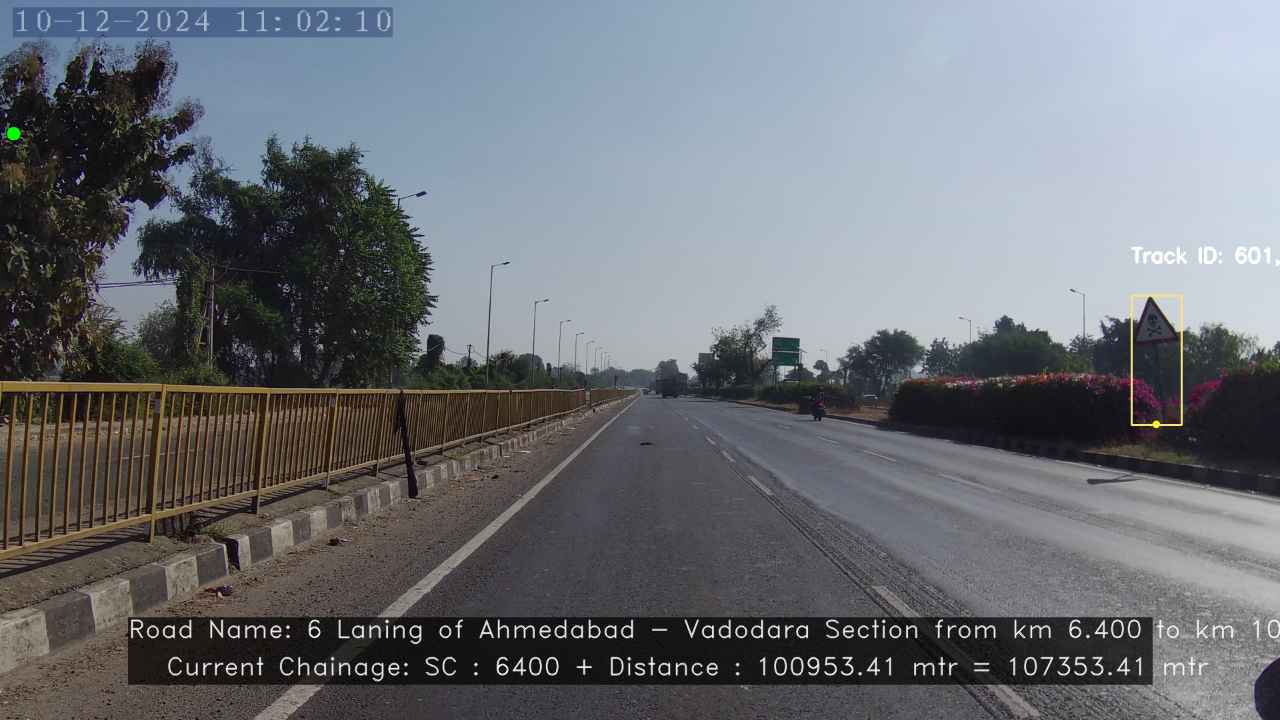 10-12-2024 11:02:10
Track ID: 601,
Road Name: 6 Laning of Ahmedabad - Vadodara Section from km 6.400 to km 10
Current Chainage: SC : 6400 + Distance : 100953.41 mtr = 107353.41 mtr